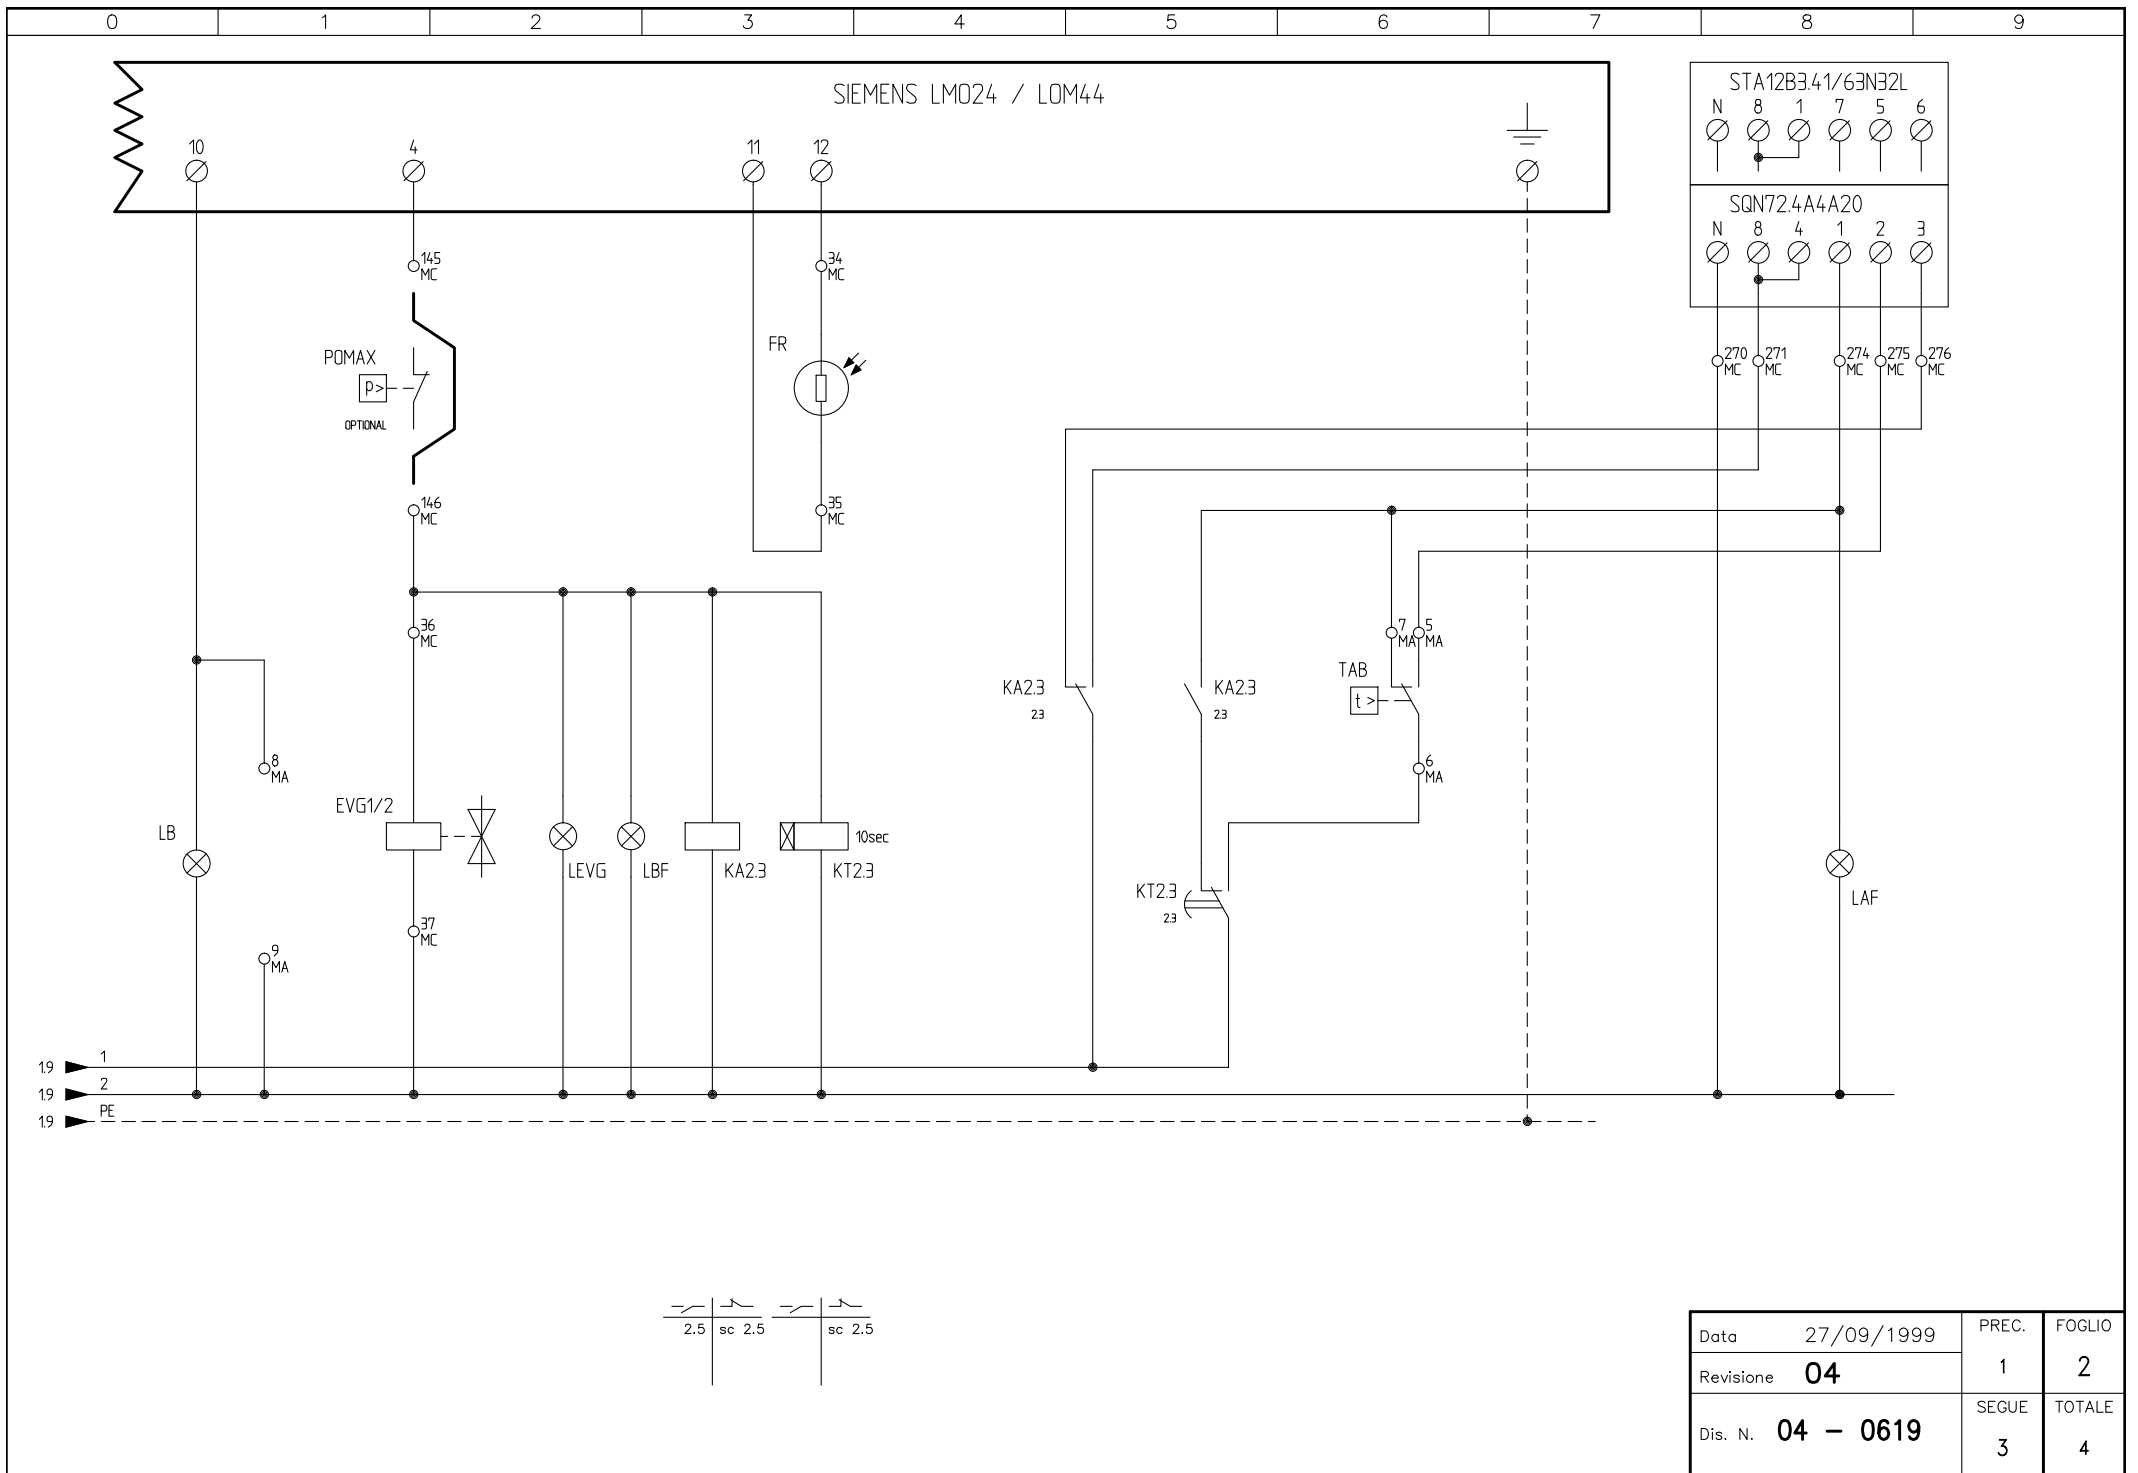 0 1 2 3 4 5 6 7 8 9
SIEMENS LMO24 / LOM44
STA12B3.41/63N32L
N 8 1 7 5 6
10 4 11 12
SQN72.4A4A20
N 8 4 1 2 3
145
MC
34
MC
POMAX
P>
OPTIONAL
FR
270
MC
271
MC
274
MC
275
MC
276
MC
146
MC
35
MC
36
MC
7
MA
5
MA
KA2.3
2.3
KA2.3
2.3
TAB
t >
8
MA
6
MA
EVG1/2
LB
10sec
LEVG
LBF
KA2.3
KT2.3
KT2.3
2.3
LAF
37
MC
9
MA
1.9 1
1.9 2
1.9 PE
2.5 sc 2.5
sc 2.5
Data 27/09/1999
PREC.
1
FOGLIO
2
Revisione 04
Dis. N. 04 - 0619
SEGUE
3
TOTALE
4